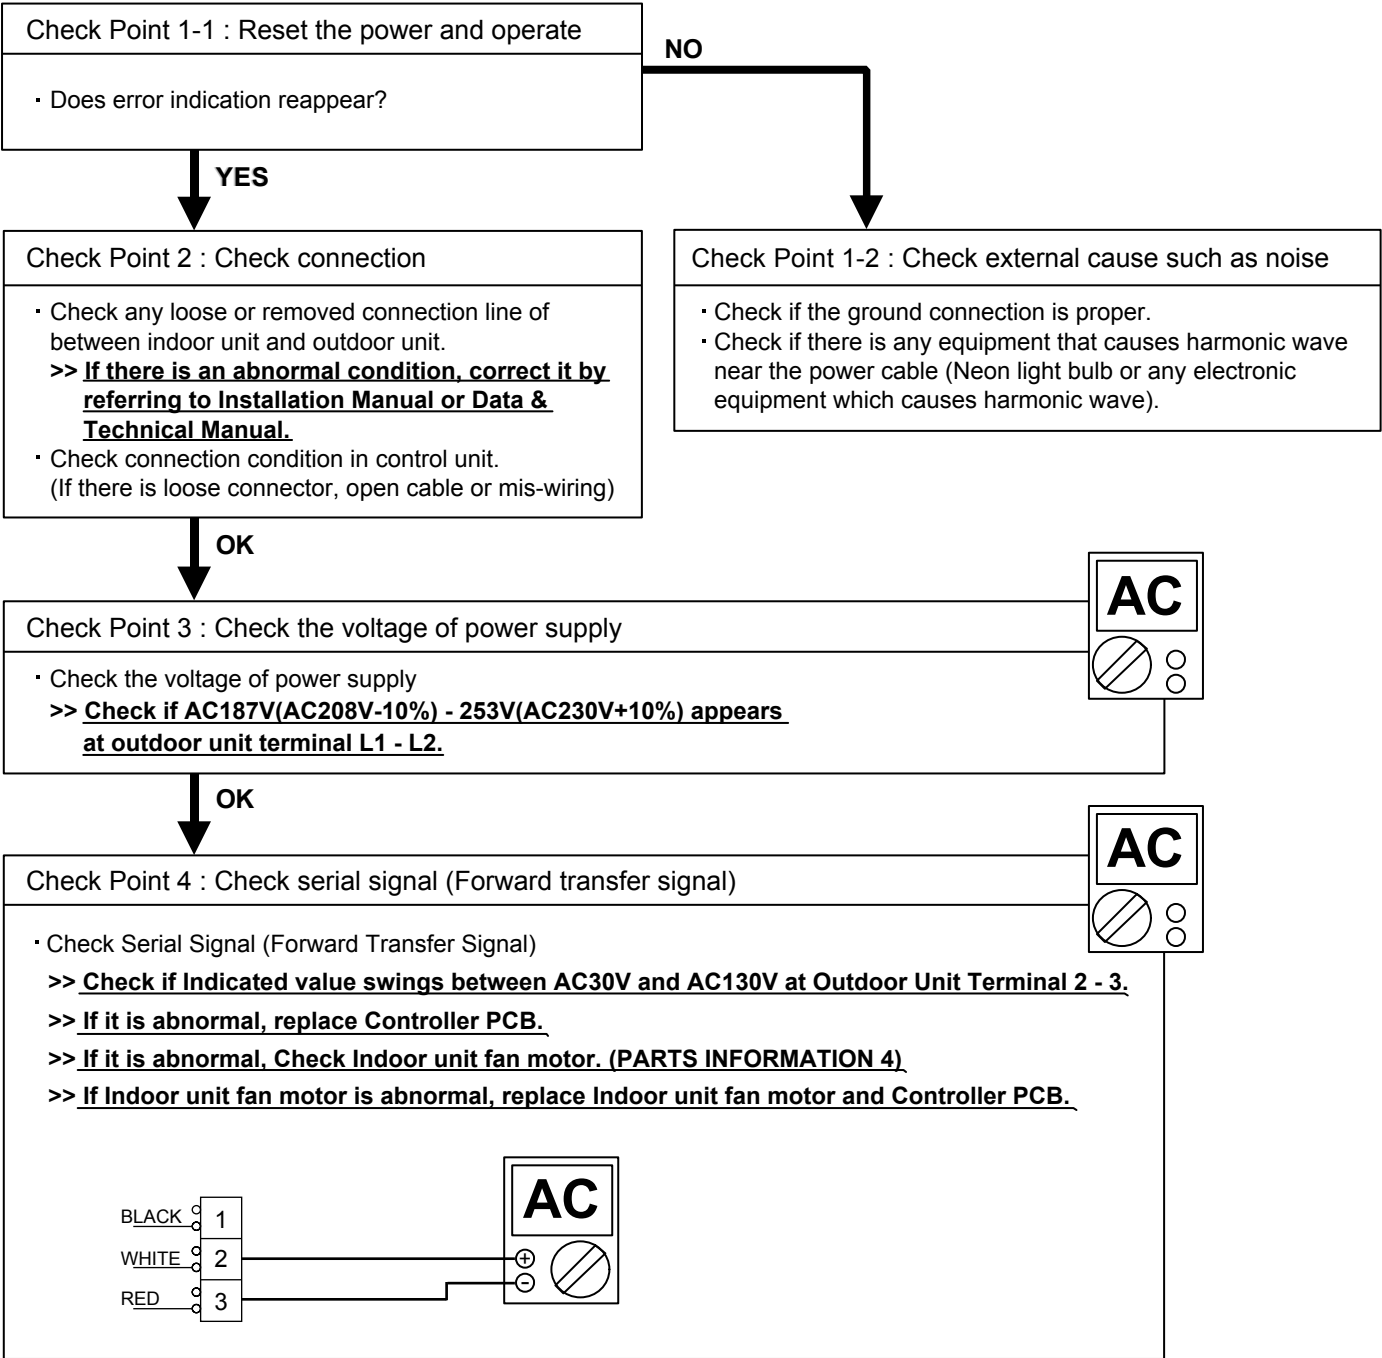 Check Point 1-1 : Reset the power and operate
・Does error indication reappear?
NO
YES
Check Point 2 : Check connection
・Check any loose or removed connection line of
between indoor unit and outdoor unit.
>> If there is an abnormal condition, correct it by
referring to Installation Manual or Data &
Technical Manual.
・Check connection condition in control unit.
(If there is loose connector, open cable or mis-wiring)
Check Point 1-2 : Check external cause such as noise
・Check if the ground connection is proper.
・Check if there is any equipment that causes harmonic wave
near the power cable (Neon light bulb or any electronic
equipment which causes harmonic wave).
OK
AC
Check Point 3 : Check the voltage of power supply
・Check the voltage of power supply
>> Check if AC187V(AC208V-10%) - 253V(AC230V+10%) appears
at outdoor unit terminal L1 - L2.
OK
AC
Check Point 4 : Check serial signal (Forward transfer signal)
・Check Serial Signal (Forward Transfer Signal)
>> Check if Indicated value swings between AC30V and AC130V at Outdoor Unit Terminal 2 - 3.
>> If it is abnormal, replace Controller PCB.
>> If it is abnormal, Check Indoor unit fan motor. (PARTS INFORMATION 4)
>> If Indoor unit fan motor is abnormal, replace Indoor unit fan motor and Controller PCB.
AC
BLACK 1
WHITE 2 +
RED 3 -